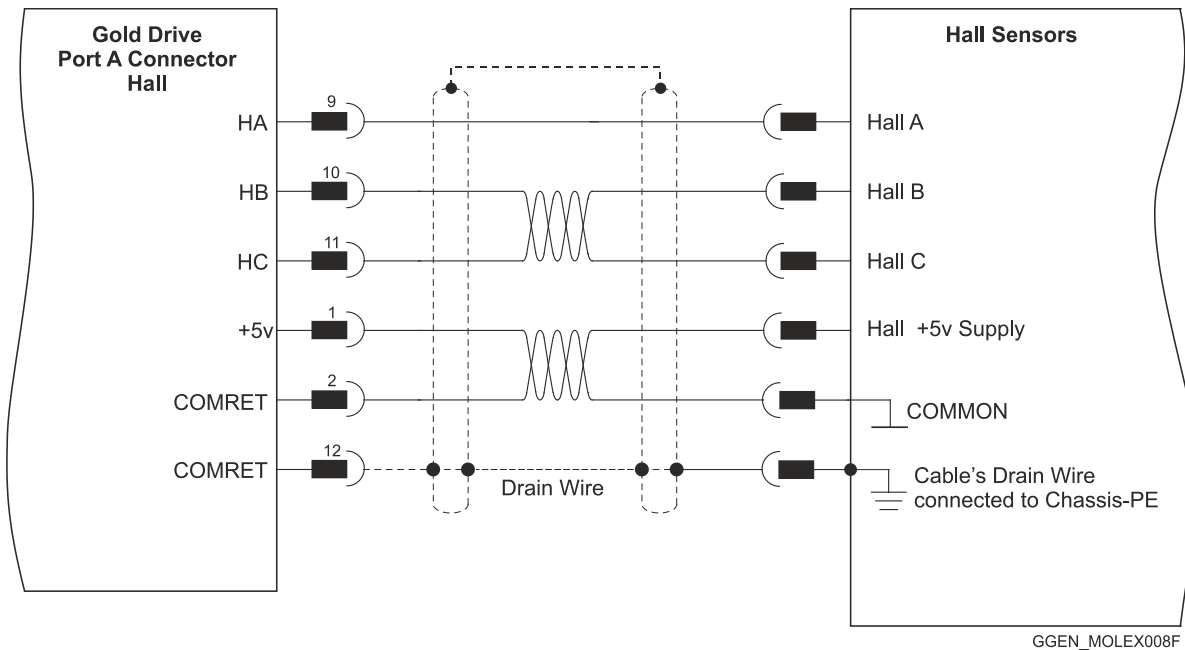 Gold Drive
Port A Connector
Hall
Hall Sensors
HA
9
Hall A
HB
10
Hall B
HC
11
Hall C
+5v
1
Hall +5v Supply
COMRET
2
COMMON
COMRET
12
Drain Wire
Cable's Drain Wire
connected to Chassis-PE
GGEN_MOLEX008F